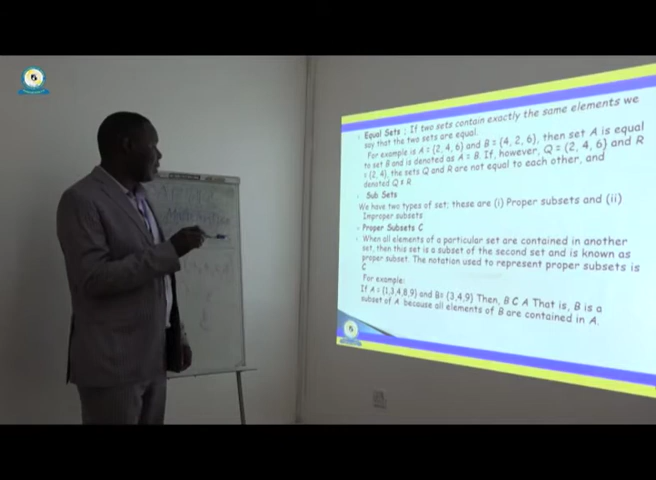 Equal Sets : If two sets contain exactly the same elements we
say that the two sets are equal.
For example is A = {2, 4, 6} and B = {4, 2, 6}, then set A is equal
to set B and is denoted as A = B. If, however, Q = {2, 4, 6} and R
= {2, 4}, the sets Q and R are not equal to each other, and
denoted Q ≠ R
Sub Sets
We have two types of set; these are (i) Proper subsets and (ii)
Improper subsets
Proper Subsets C
When all elements of a particular set are contained in another
set, then this set is a subset of the second set and is known as
proper subset. The notation used to represent proper subsets is
C
For example:
If A = {1,3,4,8,9} and B= {3,4,9} Then, B C A That is, B is a
subset of A because all elements of B are contained in A.